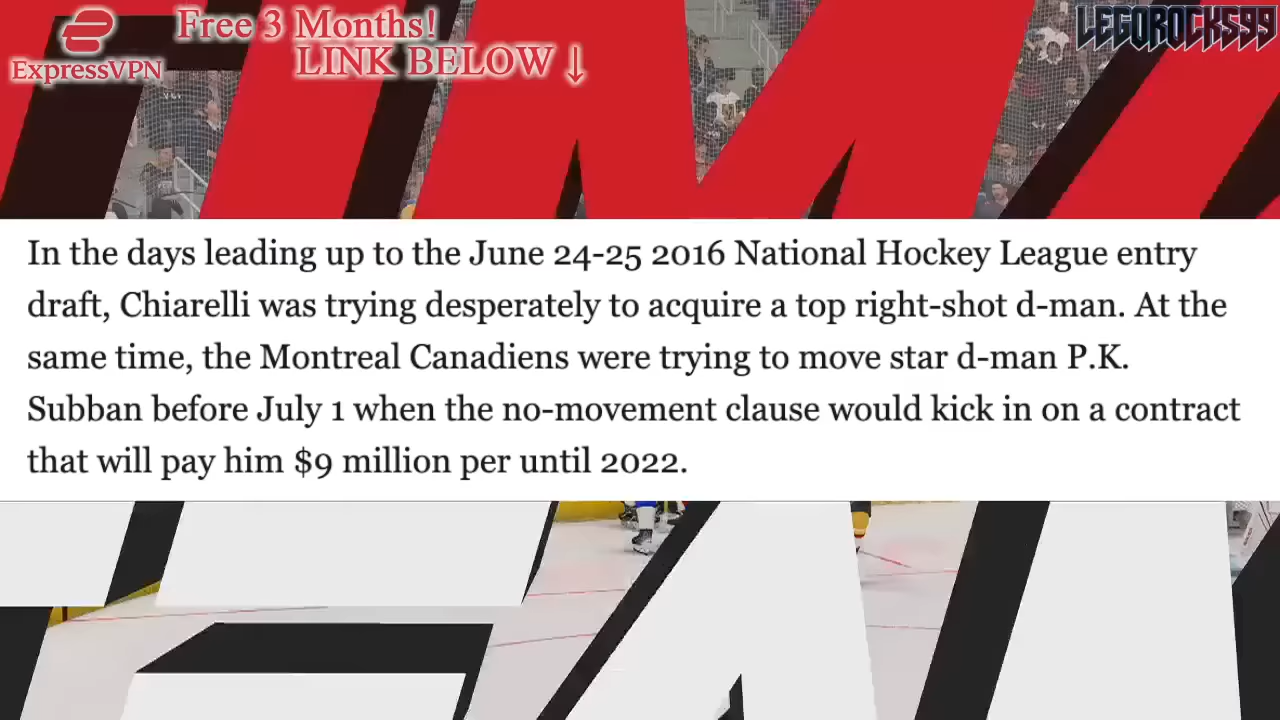 Free 3 Months!
LINK BELOW ↓
ExpressVPN
LEGOROCKS99
In the days leading up to the June 24-25 2016 National Hockey League entry
draft, Chiarelli was trying desperately to acquire a top right-shot d-man. At the
same time, the Montreal Canadiens were trying to move star d-man P.K.
Subban before July 1 when the no-movement clause would kick in on a contract
that will pay him $9 million per until 2022.